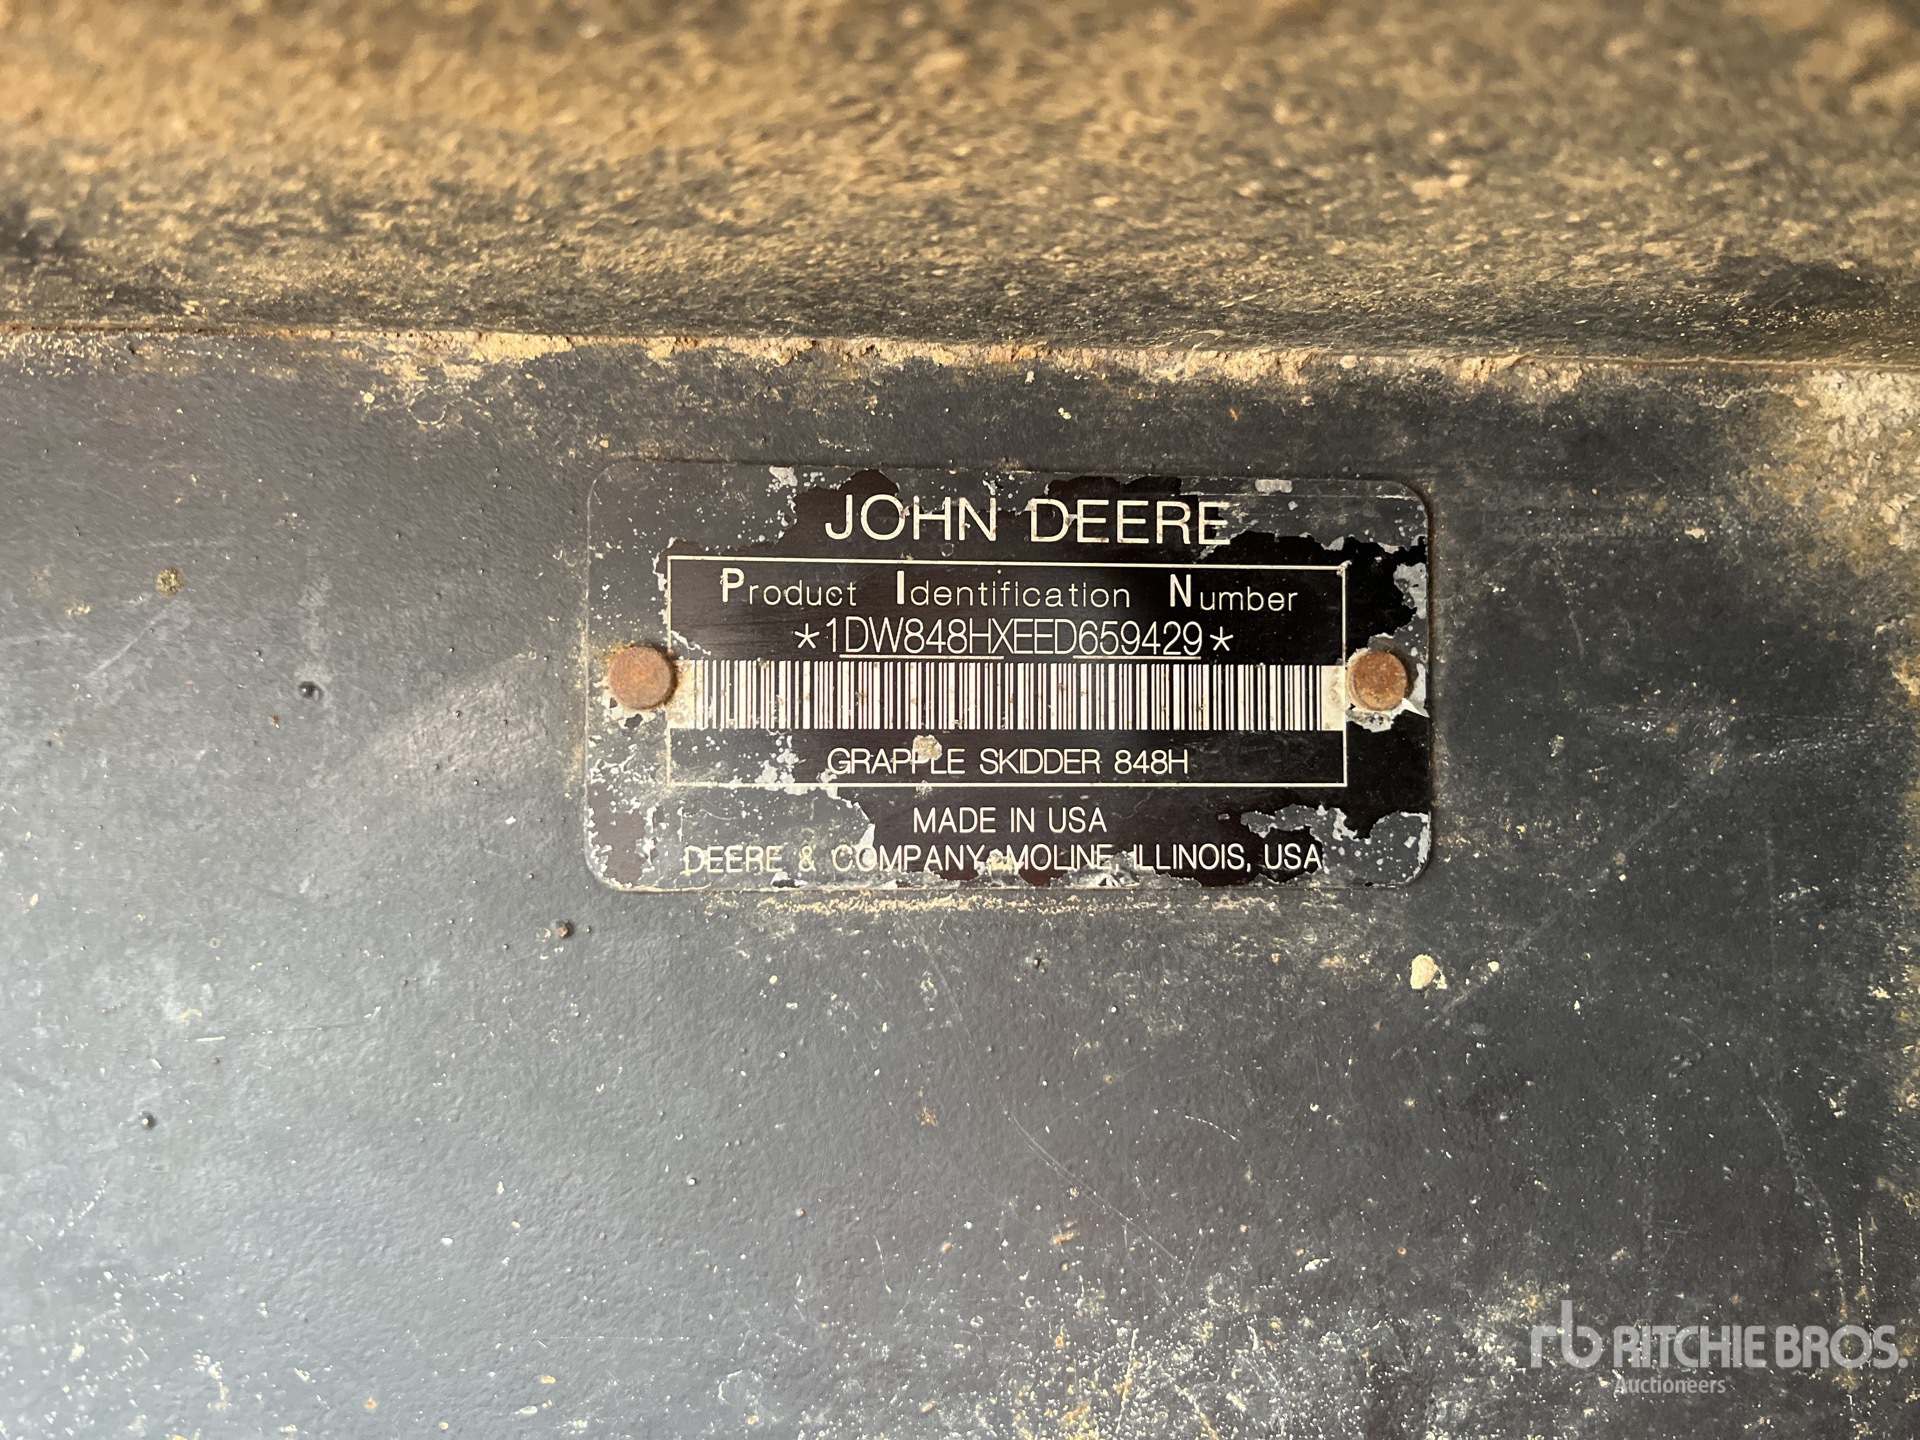 JOHN DEERE
Product Identification Number
*1DW848HXEED659429*
GRAPPLE SKIDDER 848H
MADE IN USA
DEERE & COMPANY MOLINE ILLINOIS, USA
rb RITCHIE BROS.
Auctioneers